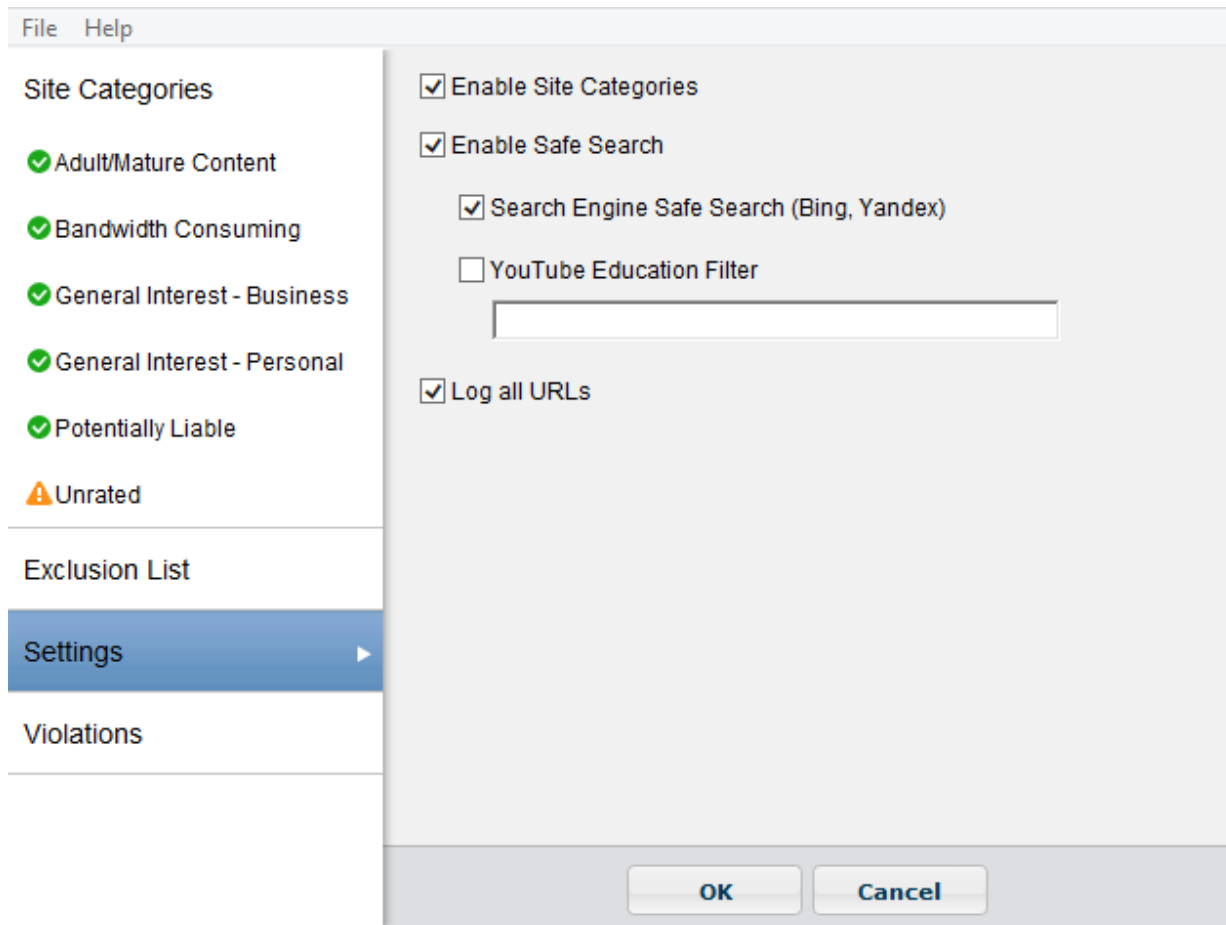 File Help
Site Categories
Adult/Mature Content
Bandwidth Consuming
General Interest - Business
General Interest - Personal
Potentially Liable
Unrated
Exclusion List
Settings
Violations
Enable Site Categories
Enable Safe Search
Search Engine Safe Search (Bing, Yandex)
YouTube Education Filter
Log all URLs
OK Cancel